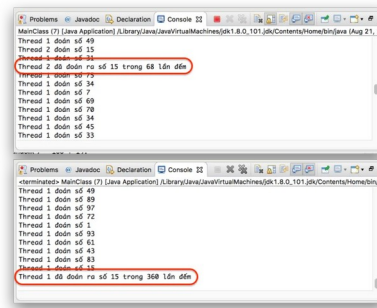 Problems Javadoc Declaration Console
MainClass (7) [Java Application] /Library/Java/JavaVirtualMachines/jdk1.8.0_101.jdk/Contents/Home/bin/java (Aug 21,
Thread 1 đoán số 49
Thread 2 đoán số 15
Thread 1 đoán số 31
Thread 2 đã đoán ra số 15 trong 68 lần đếm
Thread 1 đoán số 75
Thread 1 đoán số 34
Thread 1 đoán số 7
Thread 1 đoán số 69
Thread 1 đoán số 70
Thread 1 đoán số 34
Thread 1 đoán số 45
Thread 1 đoán số 33
Problems Javadoc Declaration Console
<terminated> MainClass (7) [Java Application] /Library/Java/JavaVirtualMachines/jdk1.8.0_101.jdk/Contents/Home/bin/
Thread 1 đoán số 49
Thread 1 đoán số 89
Thread 1 đoán số 97
Thread 1 đoán số 72
Thread 1 đoán số 1
Thread 1 đoán số 93
Thread 1 đoán số 61
Thread 1 đoán số 43
Thread 1 đoán số 83
Thread 1 đoán số 15
Thread 1 đã đoán ra số 15 trong 360 lần đếm